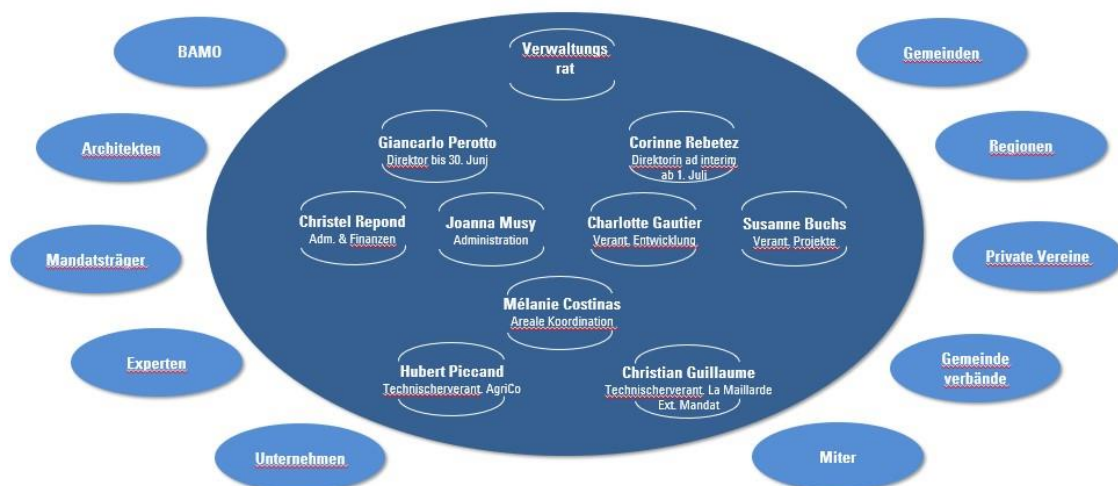 BAMO
Verwaltungs
rat
Gemeinden
Architekten
Giancarlo Perotto
Direktor bis 30. Juni
Corinne Rebetez
Direktorin ad interim
ab 1. Juli
Regionen
Christel Repond
Adm. & Finanzen
Joanna Musy
Administration
Charlotte Gautier
Verant. Entwicklung
Susanne Buchs
Verant. Projekte
Mandatsträger
Private Vereine
Mélanie Costinas
Areale Koordination
Experten
Hubert Piccand
Technischerverant. AgriCo
Christian Guillaume
Technischerverant. La Maillarde
Ext. Mandat
Gemeinde
verbände
Unternehmen
Miter